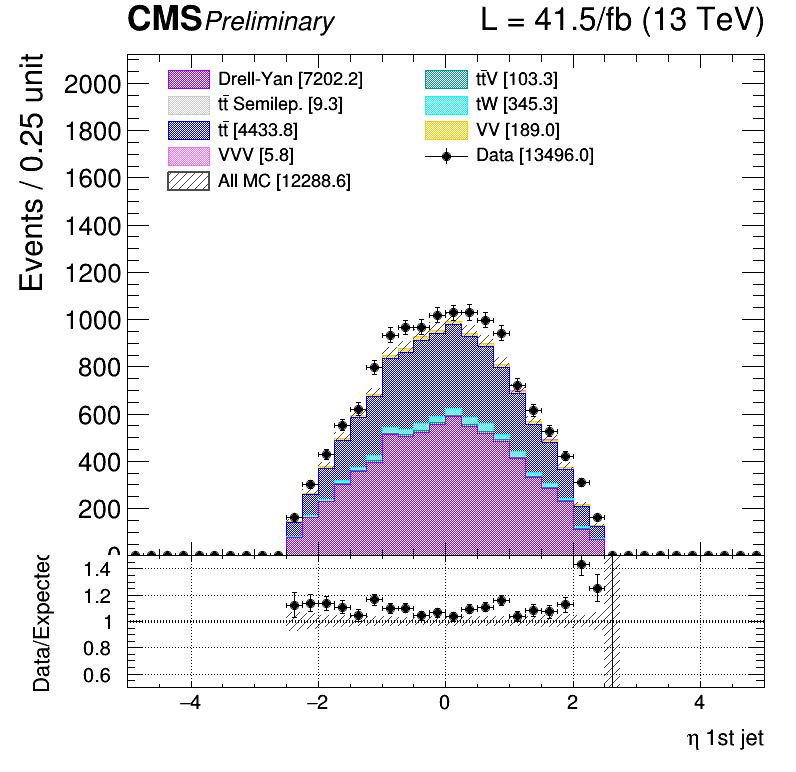 CMS Preliminary L = 41.5/fb (13 TeV)
Events / 0.25 unit
2000
1800
1600
1400
1200
1000
800
600
400
200
0
Drell-Yan [7202.2]
tt̄ Semilep. [9.3]
tt̄ [4433.8]
VVV [5.8]
All MC [12288.6]
tt̄V [103.3]
tW [345.3]
VV [189.0]
Data [13496.0]
Data/Expected
1.4
1.2
1
0.8
0.6
−4 −2 0 2 4
η 1st jet